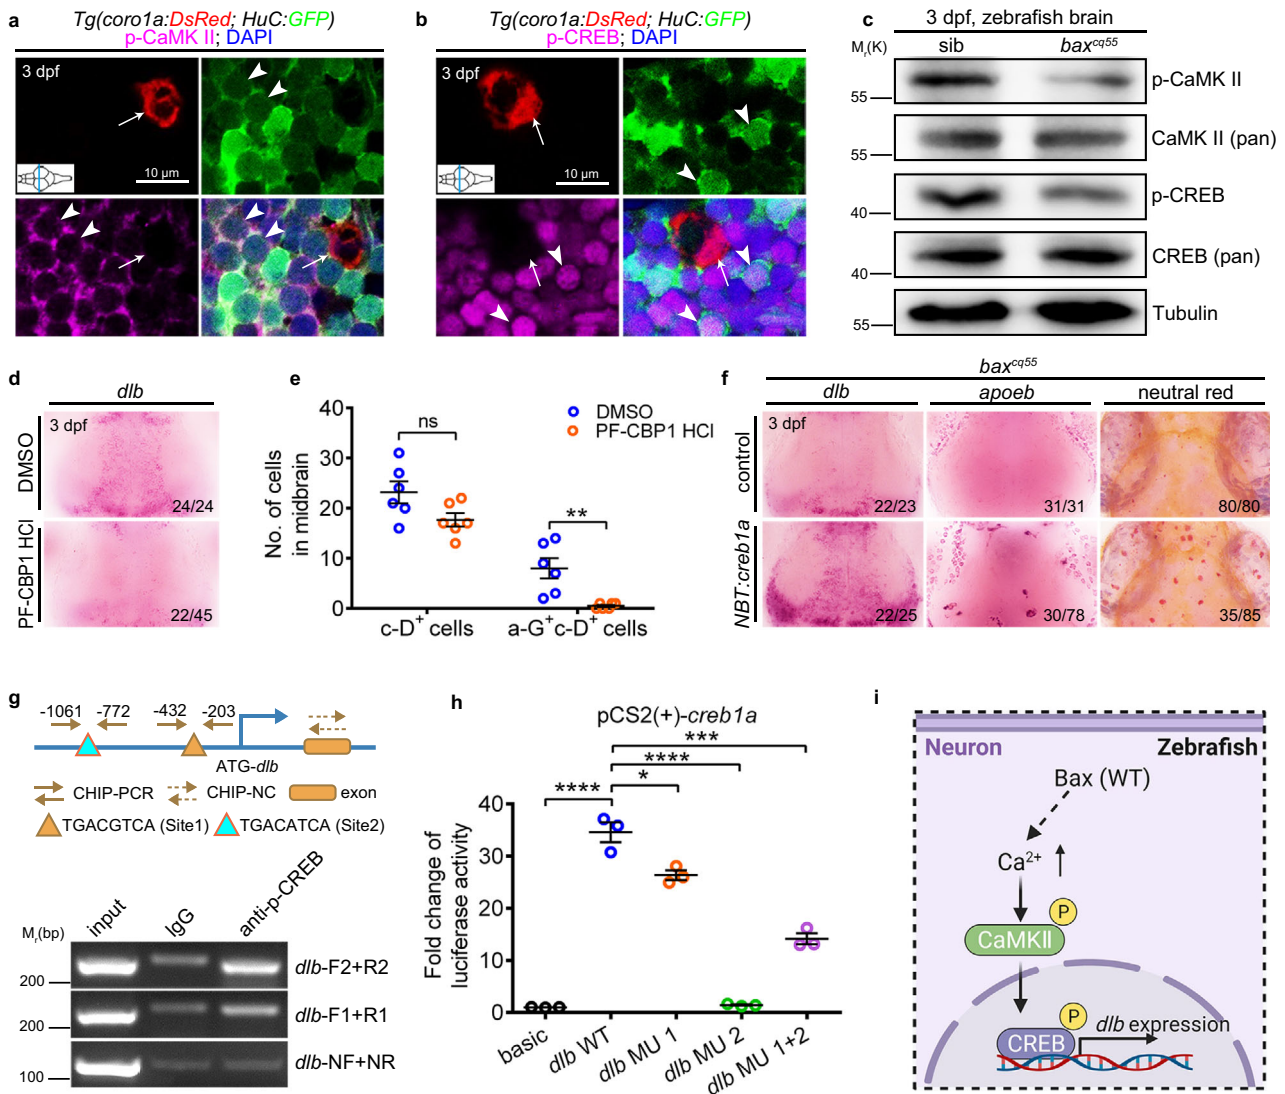 a
Tg(coro1a:DsRed; HuC:GFP)
p-CaMK II; DAPI
3 dpf
10 µm
b
Tg(coro1a:DsRed; HuC:GFP)
p-CREB; DAPI
3 dpf
10 µm
c
3 dpf, zebrafish brain
Mr(K)
sib
bax^cq55
p-CaMK II
55
CaMK II (pan)
55
p-CREB
40
CREB (pan)
40
Tubulin
55
d
dlb
3 dpf
DMSO
24/24
PF-CBP1 HCl
22/45
e
No. of cells
in midbrain
40
30
20
10
0
ns
**
DMSO
PF-CBP1 HCl
c-D+ cells
a-G+c-D+ cells
f
bax^cq55
dlb
apoeb
neutral red
3 dpf
control
22/23
31/31
80/80
NBT:creb1a
22/25
30/78
35/85
g
-1061
-772
-432
-203
ATG-dlb
CHIP-PCR
CHIP-NC
exon
TGACGTCA (Site1)
TGACATCA (Site2)
Mr(bp)
input
IgG
anti-p-CREB
200
dlb-F2+R2
200
dlb-F1+R1
100
dlb-NF+NR
h
pCS2(+)-creb1a
***
****
*
****
Fold change of
luciferase activity
40
30
20
10
0
basic
dlb WT
dlb MU 1
dlb MU 2
dlb MU 1+2
i
Neuron
Zebrafish
Bax (WT)
Ca2+
P
CaMKII
P
CREB
dlb expression